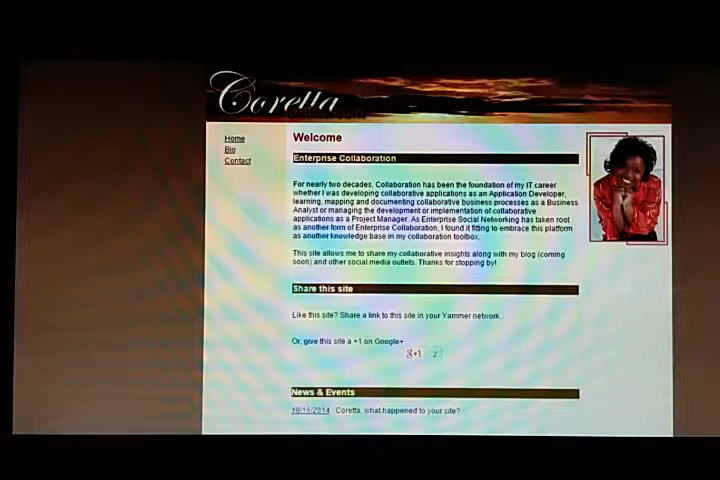 Coretta
Home
Bio
Contact
Welcome
Enterprise Collaboration
For nearly two decades, Collaboration has been the foundation of my IT career
whether I was developing collaborative applications as an Application Developer,
learning, mapping and documenting collaborative business processes as a Business
Analyst or managing the development or implementation of collaborative
applications as a Project Manager. As Enterprise Social Networking has taken root
as another form of Enterprise Collaboration, I found it fitting to embrace this platform
as another knowledge base in my collaboration toolbox.
This site allows me to share my collaborative insights along with my blog (coming
soon) and other social media outlets. Thanks for stopping by!
Share this site
Like this site? Share a link to this site in your Yammer network.
Or, give this site a +1 on Google+
g+1 2
News & Events
10/15/2014 Coretta, what happened to your site?